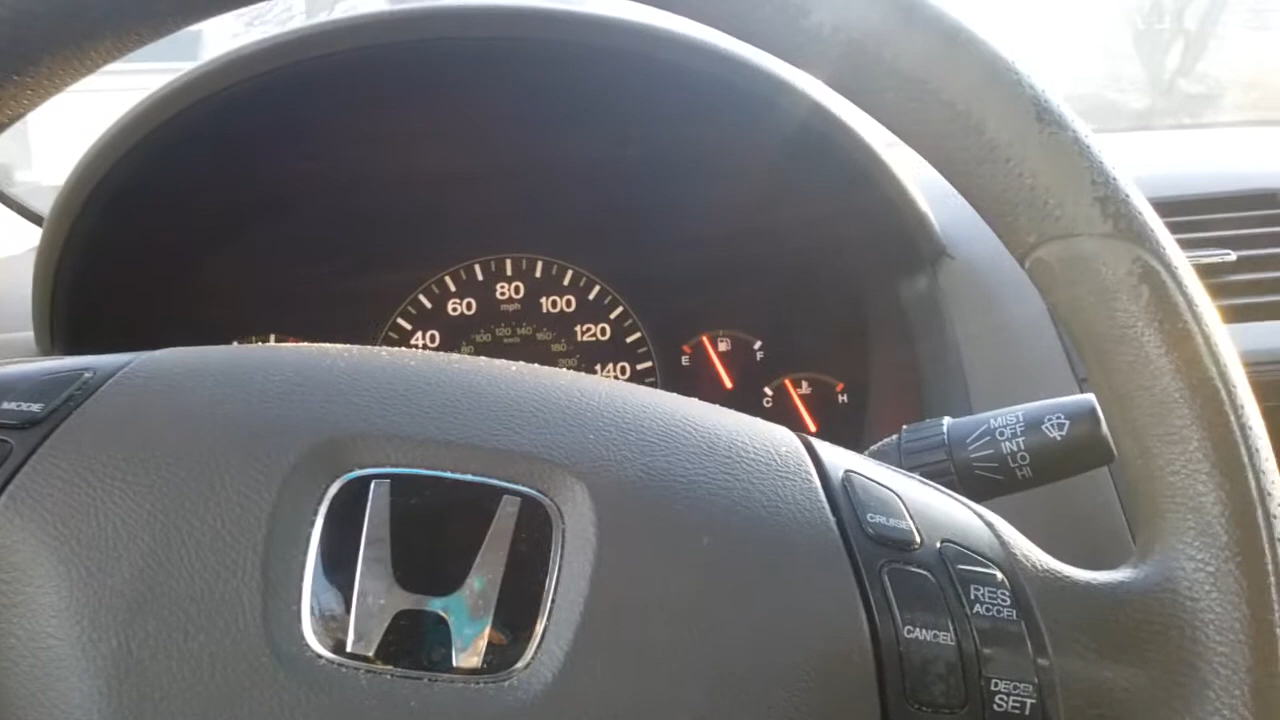 80
60
100
mph
40
120
120
140
100
160
km/h
80
180
200
140
E
F
C
H
MODE
MIST
OFF
INT
LO
HI
CRUISE
RES
ACCEL
CANCEL
DECEL
SET